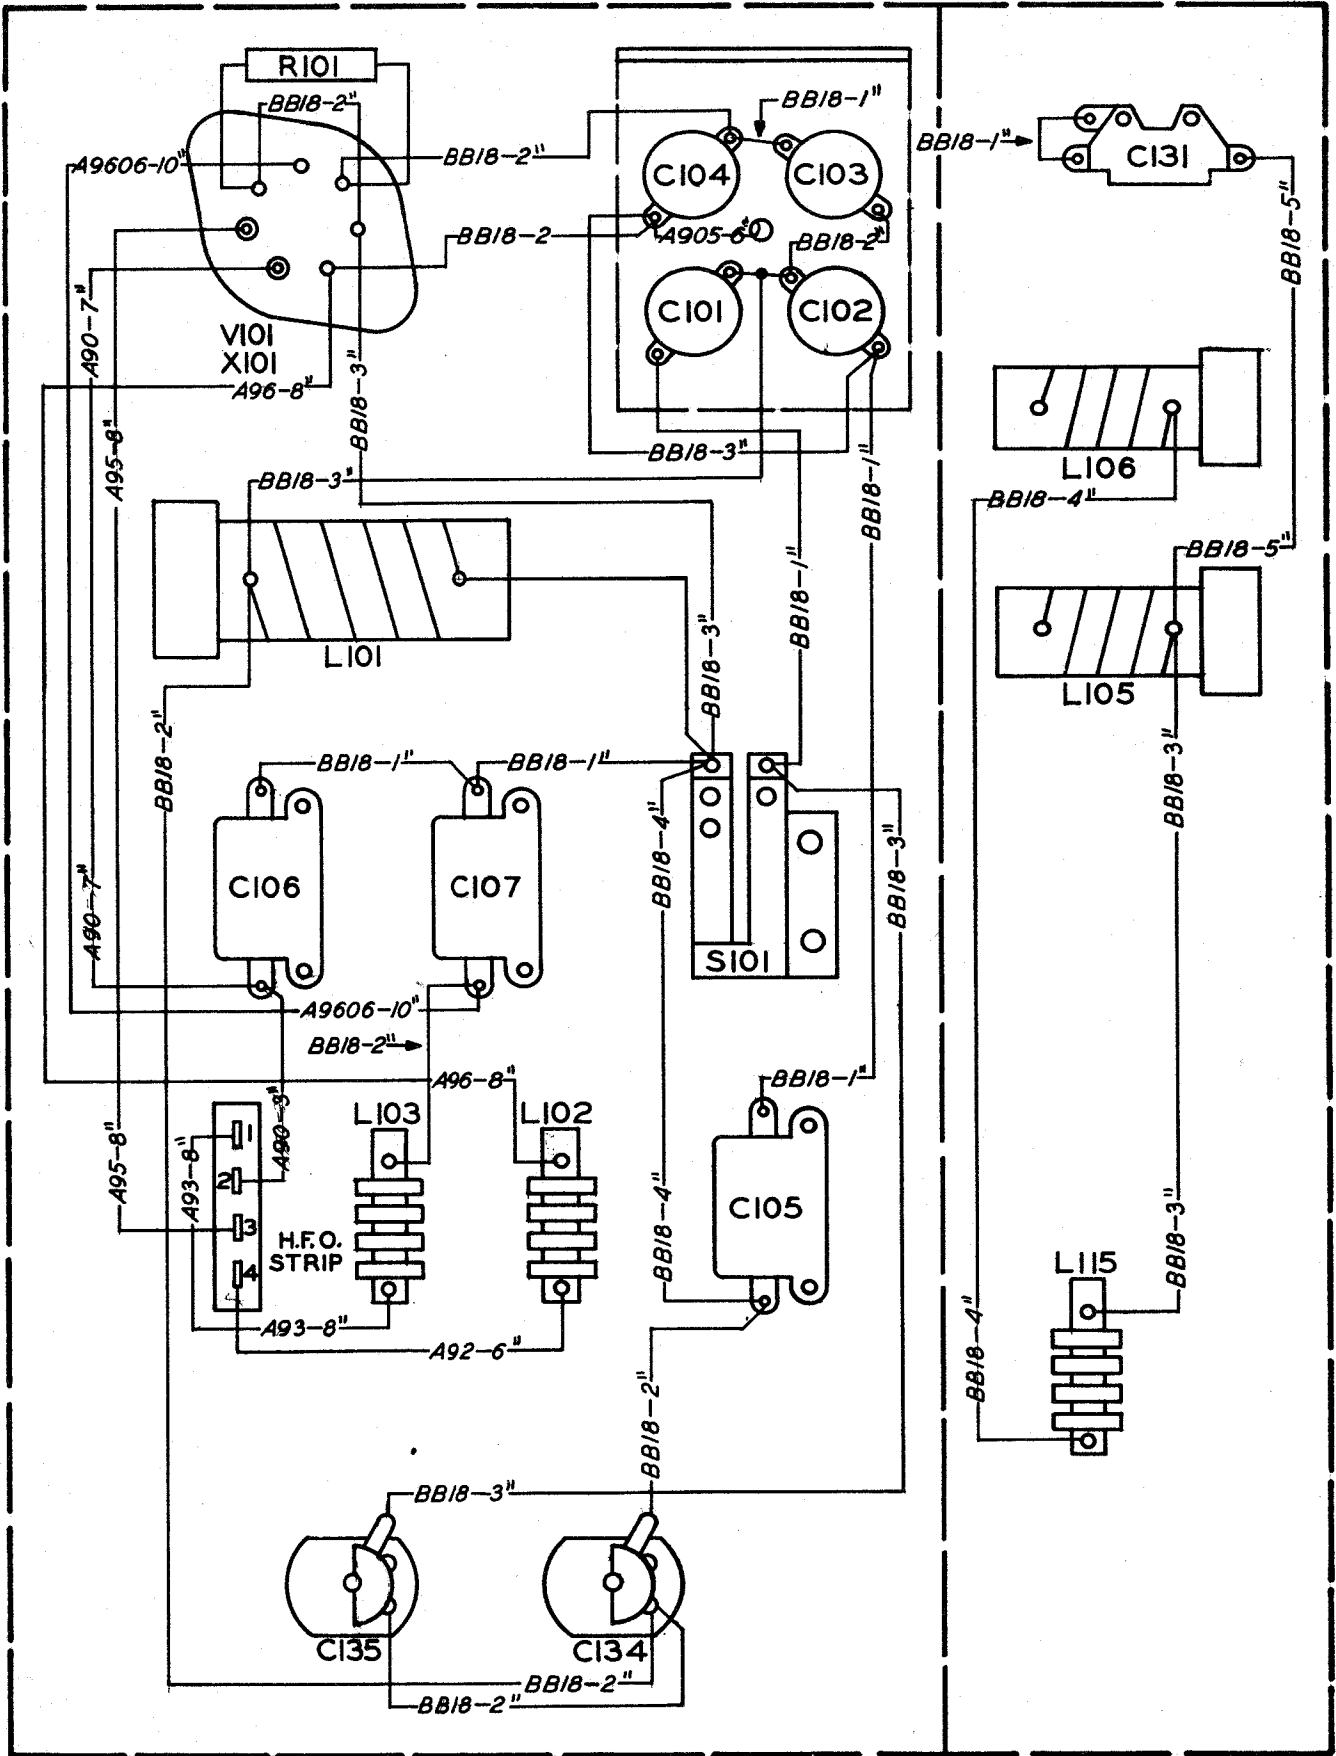 R101
BB18-2"
A9606-10"
BB18-2"
BB18-1"
C104
C103
BB18-1"
C131
BB18-2
A905-6"
BB18-2"
BB18-5"
C101
C102
V101
X101
A90-7"
A96-8"
BB18-3"
A95-8"
BB18-3"
BB18-3"
BB18-1"
L106
BB18-4"
BB18-5"
BB18-1"
L101
BB18-3"
L105
BB18-2"
BB18-1"
BB18-1"
BB18-3"
C106
C107
BB18-4"
BB18-3"
A90-7"
S101
A9606-10"
BB18-2"
A96-8"
BB18-1"
A90-3"
L103
L102
1
2
3
4
A95-8"
A93-8"
H.F.O.
STRIP
C105
BB18-4"
BB18-3"
L115
A93-8"
A92-6"
BB18-4"
BB18-2"
BB18-3"
C135
C134
BB18-2"
BB18-2"